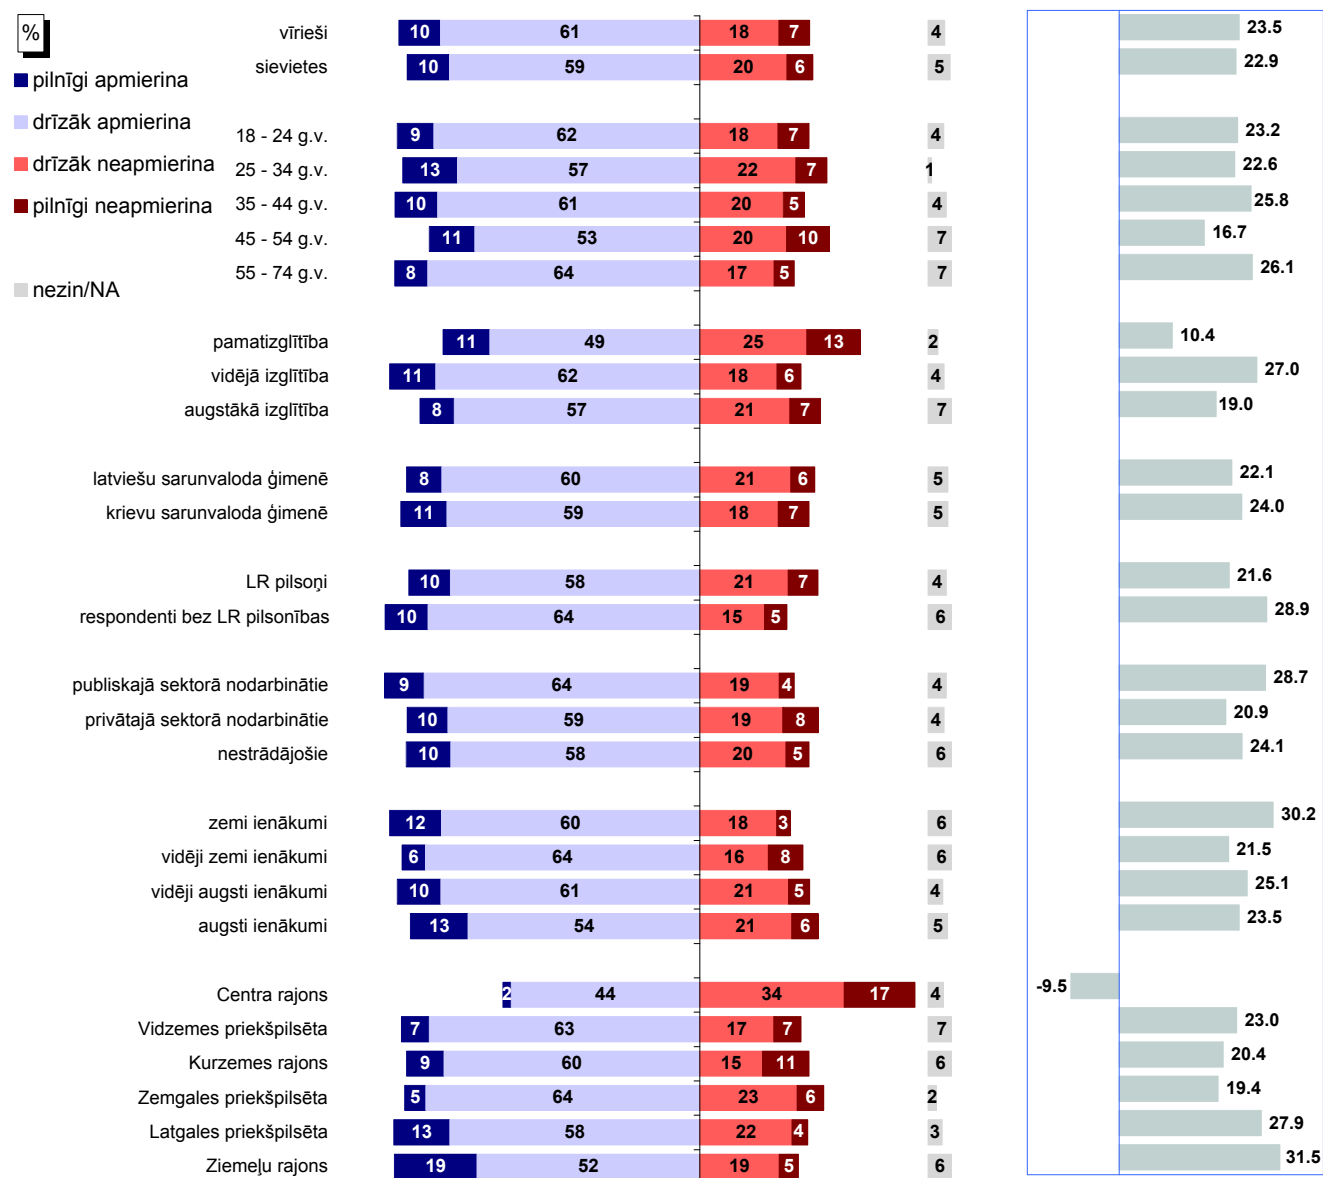 %
pilnīgi apmierina
drīzāk apmierina
drīzāk neapmierina
pilnīgi neapmierina
nezin/NA
vīrieši 10 61 18 7 4 23.5
sievietes 10 59 20 6 5 22.9
18 - 24 g.v. 9 62 18 7 4 23.2
25 - 34 g.v. 13 57 22 7 1 22.6
35 - 44 g.v. 10 61 20 5 4 25.8
45 - 54 g.v. 11 53 20 10 7 16.7
55 - 74 g.v. 8 64 17 5 7 26.1
pamatizglītība 11 49 25 13 2 10.4
vidējā izglītība 11 62 18 6 4 27.0
augstākā izglītība 8 57 21 7 7 19.0
latviešu sarunvaloda ģimenē 8 60 21 6 5 22.1
krievu sarunvaloda ģimenē 11 59 18 7 5 24.0
LR pilsoņi 10 58 21 7 4 21.6
respondenti bez LR pilsonības 10 64 15 5 6 28.9
publiskajā sektorā nodarbinātie 9 64 19 4 4 28.7
privātajā sektorā nodarbinātie 10 59 19 8 4 20.9
nestrādājošie 10 58 20 5 6 24.1
zemi ienākumi 12 60 18 3 6 30.2
vidēji zemi ienākumi 6 64 16 8 6 21.5
vidēji augsti ienākumi 10 61 21 5 4 25.1
augsti ienākumi 13 54 21 6 5 23.5
Centra rajons 2 44 34 17 4 -9.5
Vidzemes priekšpilsēta 7 63 17 7 7 23.0
Kurzemes rajons 9 60 15 11 6 20.4
Zemgales priekšpilsēta 5 64 23 6 2 19.4
Latgales priekšpilsēta 13 58 22 4 3 27.9
Ziemeļu rajons 19 52 19 5 6 31.5